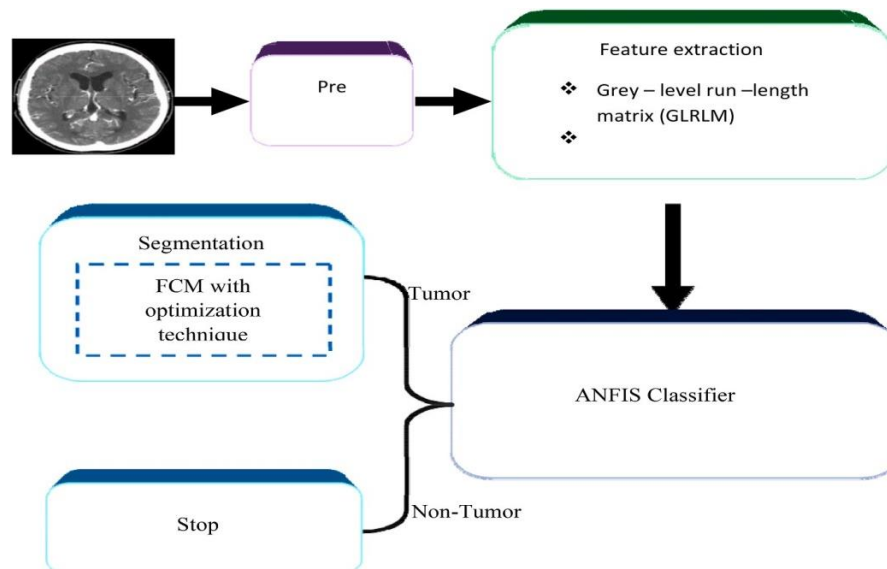 Pre
Feature extraction
❖ Grey – level run –length
matrix (GLRLM)
❖
Segmentation
FCM with
optimization
technique
Tumor
ANFIS Classifier
Non-Tumor
Stop